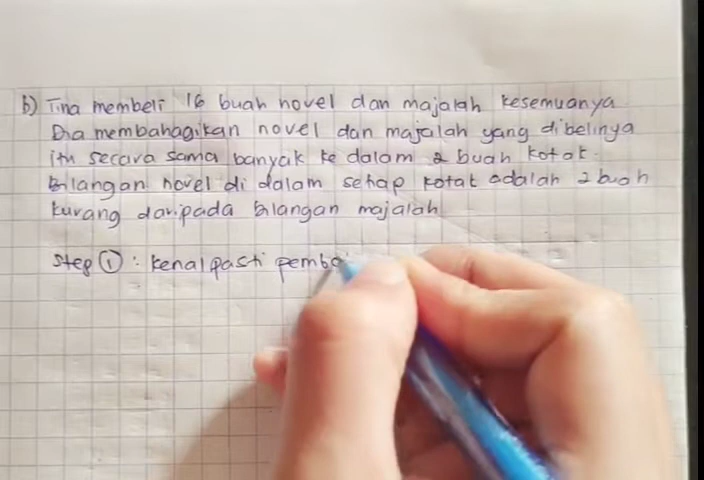 b) Tina membeli 16 buah novel dan majalah kesemuanya
Dia membahagikan novel dan majalah yang dibelinya
itu secara sama banyak ke dalam 2 buah kotak.
Bilangan novel di dalam setiap kotak adalah 2 buah
kurang daripada bilangan majalah
Step ① : kenalpasti pembo